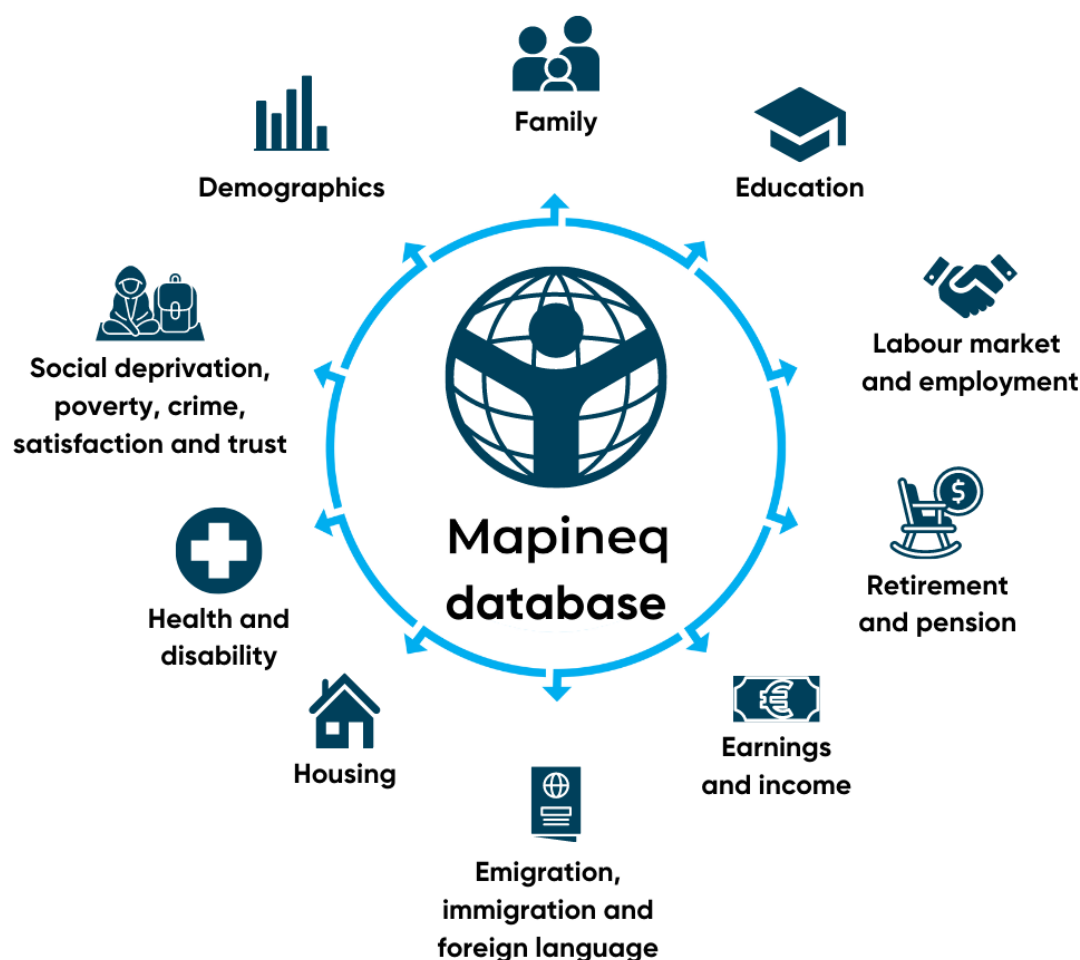 Family
Demographics
Education
Social deprivation,
poverty, crime,
satisfaction and trust
Labour market
and employment
$
Mapineq
database
Health and
disability
Retirement
and pension
€
Housing
Earnings
and income
Emigration,
immigration and
foreign language